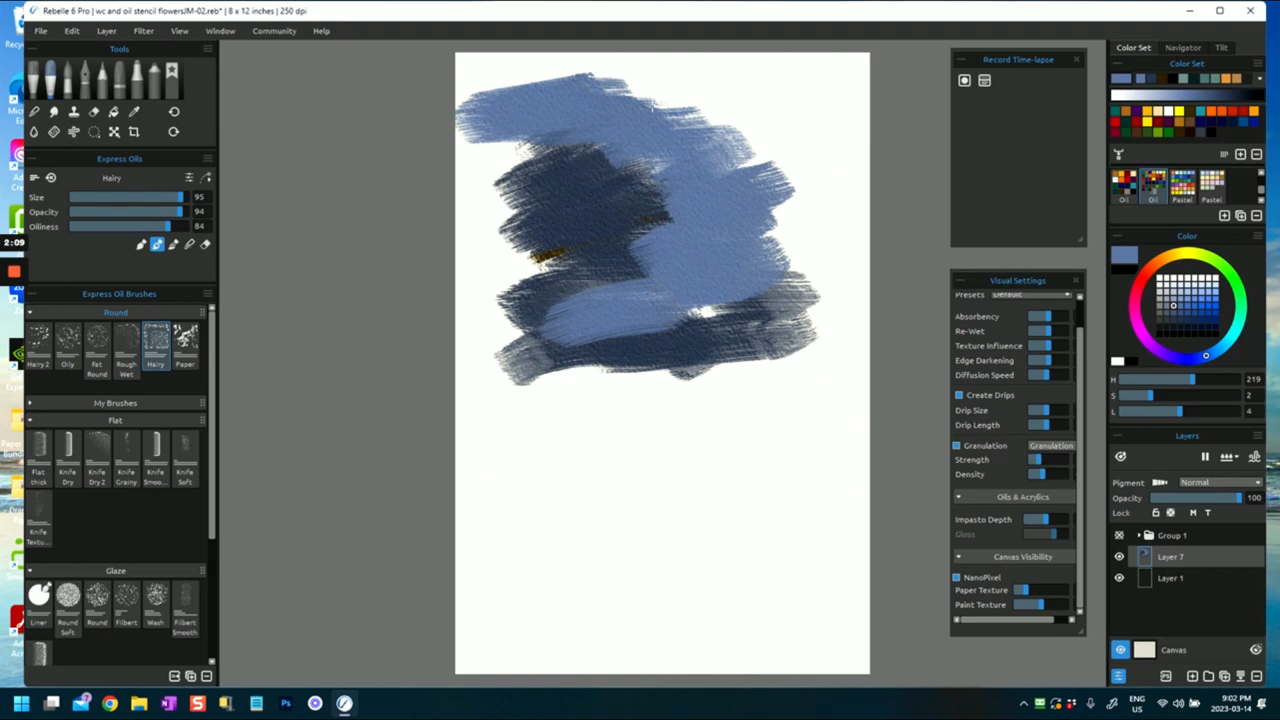 Rebelle 6 Pro | wc and oil stencil flowersJM-02.reb* | 8 x 12 inches | 250 dpi
File Edit Layer Filter View Window Community Help
Tools
Express Oils
Hairy
Size 95
Opacity 94
Oiliness 84
2:09
Express Oil Brushes
Round
Hairy 2 Oily Fat Round Rough Wet Hairy Paper
My Brushes
Flat
Flat thick Knife Dry Knife Dry 2 Knife Grainy Knife Smoo... Knife Soft
Knife Textu...
Glaze
Liner Round Soft Round Filbert Wash Filbert Smooth
Record Time-lapse
Visual Settings
Presets Default
Absorbency
Re-Wet
Texture Influence
Edge Darkening
Diffusion Speed
Create Drips
Drip Size
Drip Length
Granulation Granulation
Strength
Density
Oils & Acrylics
Impasto Depth
Gloss
Canvas Visibility
NanoPixel
Paper Texture
Paint Texture
Color Set Navigator Tilt
Color Set
Oil Oil Pastel Pastel
Color
H 219
S 2
L 4
Layers
Pigment Normal
Opacity 100
Lock M T
Group 1
Layer 7
Layer 1
Canvas
ENG
US
9:02 PM
2023-03-14